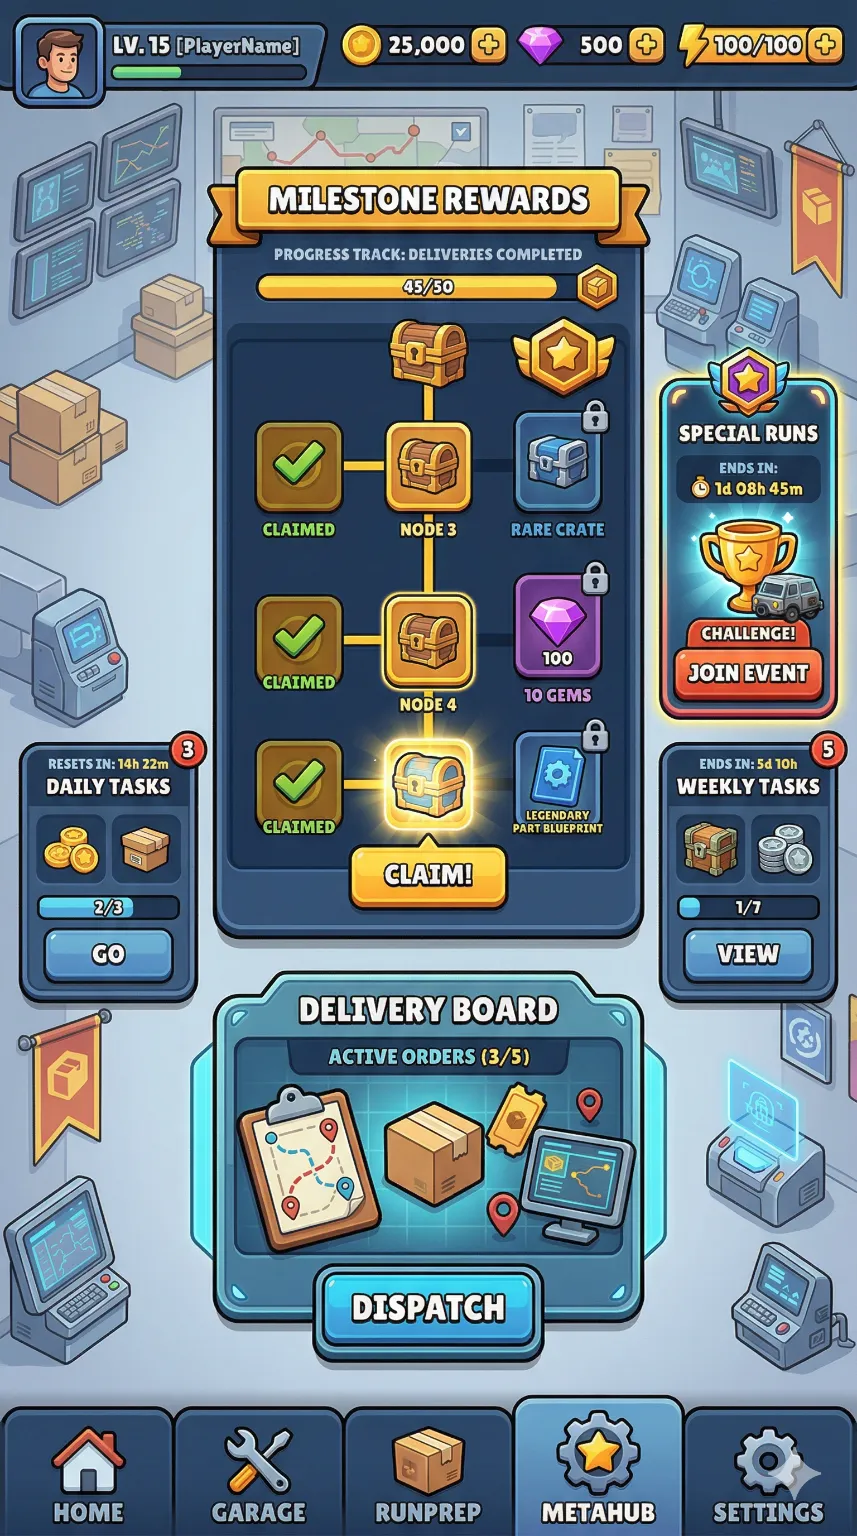 LV. 15 [PlayerName]
25,000
500
100/100
MILESTONE REWARDS
PROGRESS TRACK: DELIVERIES COMPLETED
45/50
CLAIMED
NODE 3
RARE CRATE
CLAIMED
NODE 4
100
10 GEMS
CLAIMED
LEGENDARY
PART BLUEPRINT
CLAIM!
SPECIAL RUNS
ENDS IN:
1d 08h 45m
CHALLENGE!
JOIN EVENT
3
RESETS IN: 14h 22m
DAILY TASKS
2/3
GO
5
ENDS IN: 5d 10h
WEEKLY TASKS
1/7
VIEW
DELIVERY BOARD
ACTIVE ORDERS (3/5)
DISPATCH
HOME
GARAGE
RUNPREP
METAHUB
SETTINGS